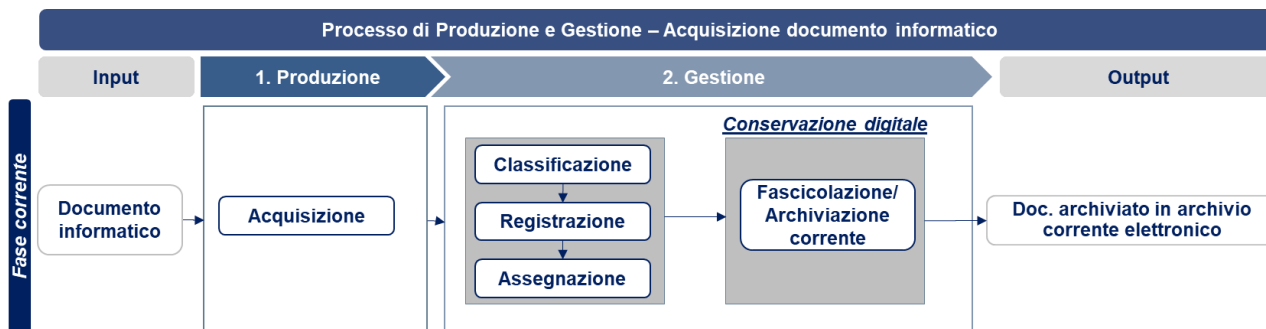 Processo di Produzione e Gestione – Acquisizione documento informatico
Input
1. Produzione
2. Gestione
Output
Fase corrente
Documento
informatico
Acquisizione
Classificazione
Registrazione
Assegnazione
Conservazione digitale
Fascicolazione/
Archiviazione
corrente
Doc. archiviato in archivio
corrente elettronico